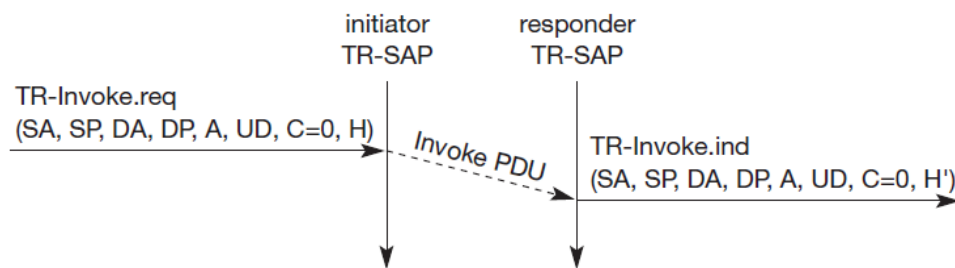 initiator
TR-SAP
responder
TR-SAP
TR-Invoke.req
(SA, SP, DA, DP, A, UD, C=0, H)
Invoke PDU
TR-Invoke.ind
(SA, SP, DA, DP, A, UD, C=0, H')